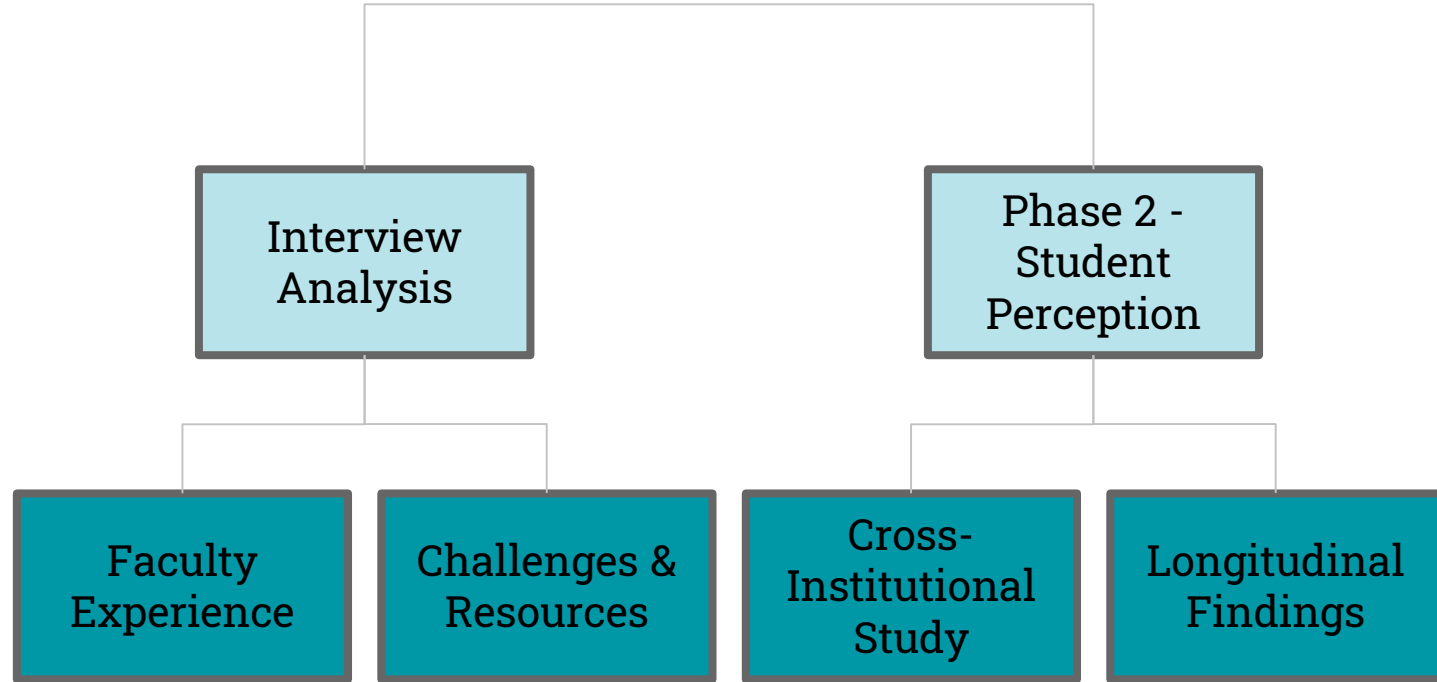 Interview
Analysis
Phase 2 -
Student
Perception
Faculty
Experience
Challenges &
Resources
Cross-
Institutional
Study
Longitudinal
Findings